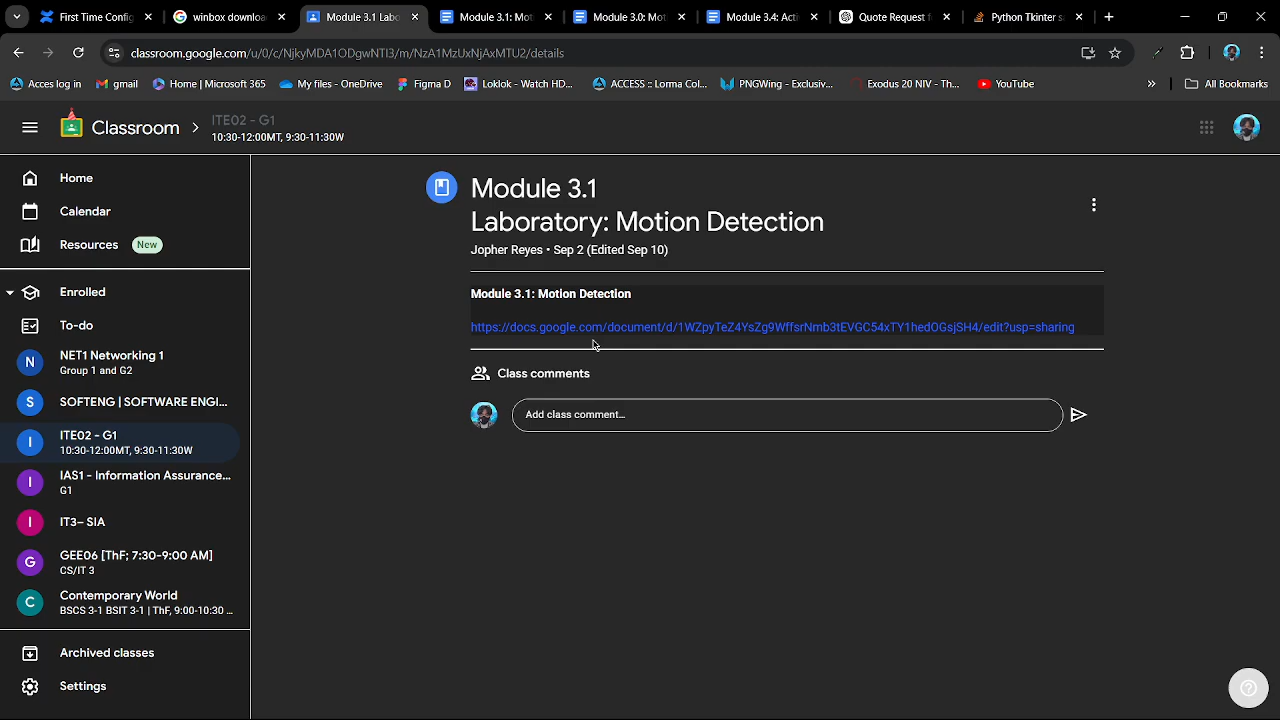 First Time Config
winbox downloa
Module 3.1 Labo
Module 3.1: Mot
Module 3.0: Mot
Module 3.4: Acti
Quote Request f
Python Tkinter s
classroom.google.com/u/0/c/NjkyMDA1ODgwNTI3/m/NzA1MzUxNjAxMTU2/details
Acces log in
gmail
Home | Microsoft 365
My files - OneDrive
Figma D
Loklok - Watch HD...
ACCESS :: Lorma Col...
PNGWing - Exclusiv...
Exodus 20 NIV - Th...
YouTube
All Bookmarks
Classroom
ITE02 - G1
10:30-12:00MT, 9:30-11:30W
Home
Calendar
Resources New
Enrolled
To-do
N
NET1 Networking 1
Group 1 and G2
S
SOFTENG | SOFTWARE ENGI...
I
ITE02 - G1
10:30-12:00MT, 9:30-11:30W
I
IAS1 - Information Assurance...
G1
I
IT3– SIA
G
GEE06 [ThF; 7:30-9:00 AM]
CS/IT 3
C
Contemporary World
BSCS 3-1 BSIT 3-1 | ThF, 9:00-10:30 ...
Archived classes
Settings
Module 3.1
Laboratory: Motion Detection
Jopher Reyes • Sep 2 (Edited Sep 10)
Module 3.1: Motion Detection
https://docs.google.com/document/d/1WZpyTeZ4YsZg9WffsrNmb3tEVGC54xTY1hedOGsjSH4/edit?usp=sharing
Class comments
Add class comment...